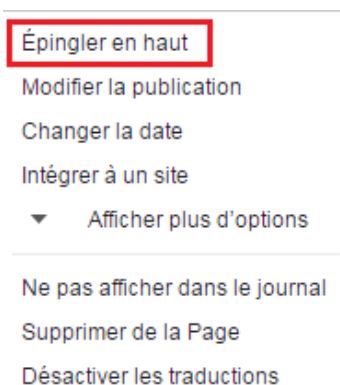 Épingler en haut
Modifier la publication
Changer la date
Intégrer à un site
Afficher plus d’options
Ne pas afficher dans le journal
Supprimer de la Page
Désactiver les traductions